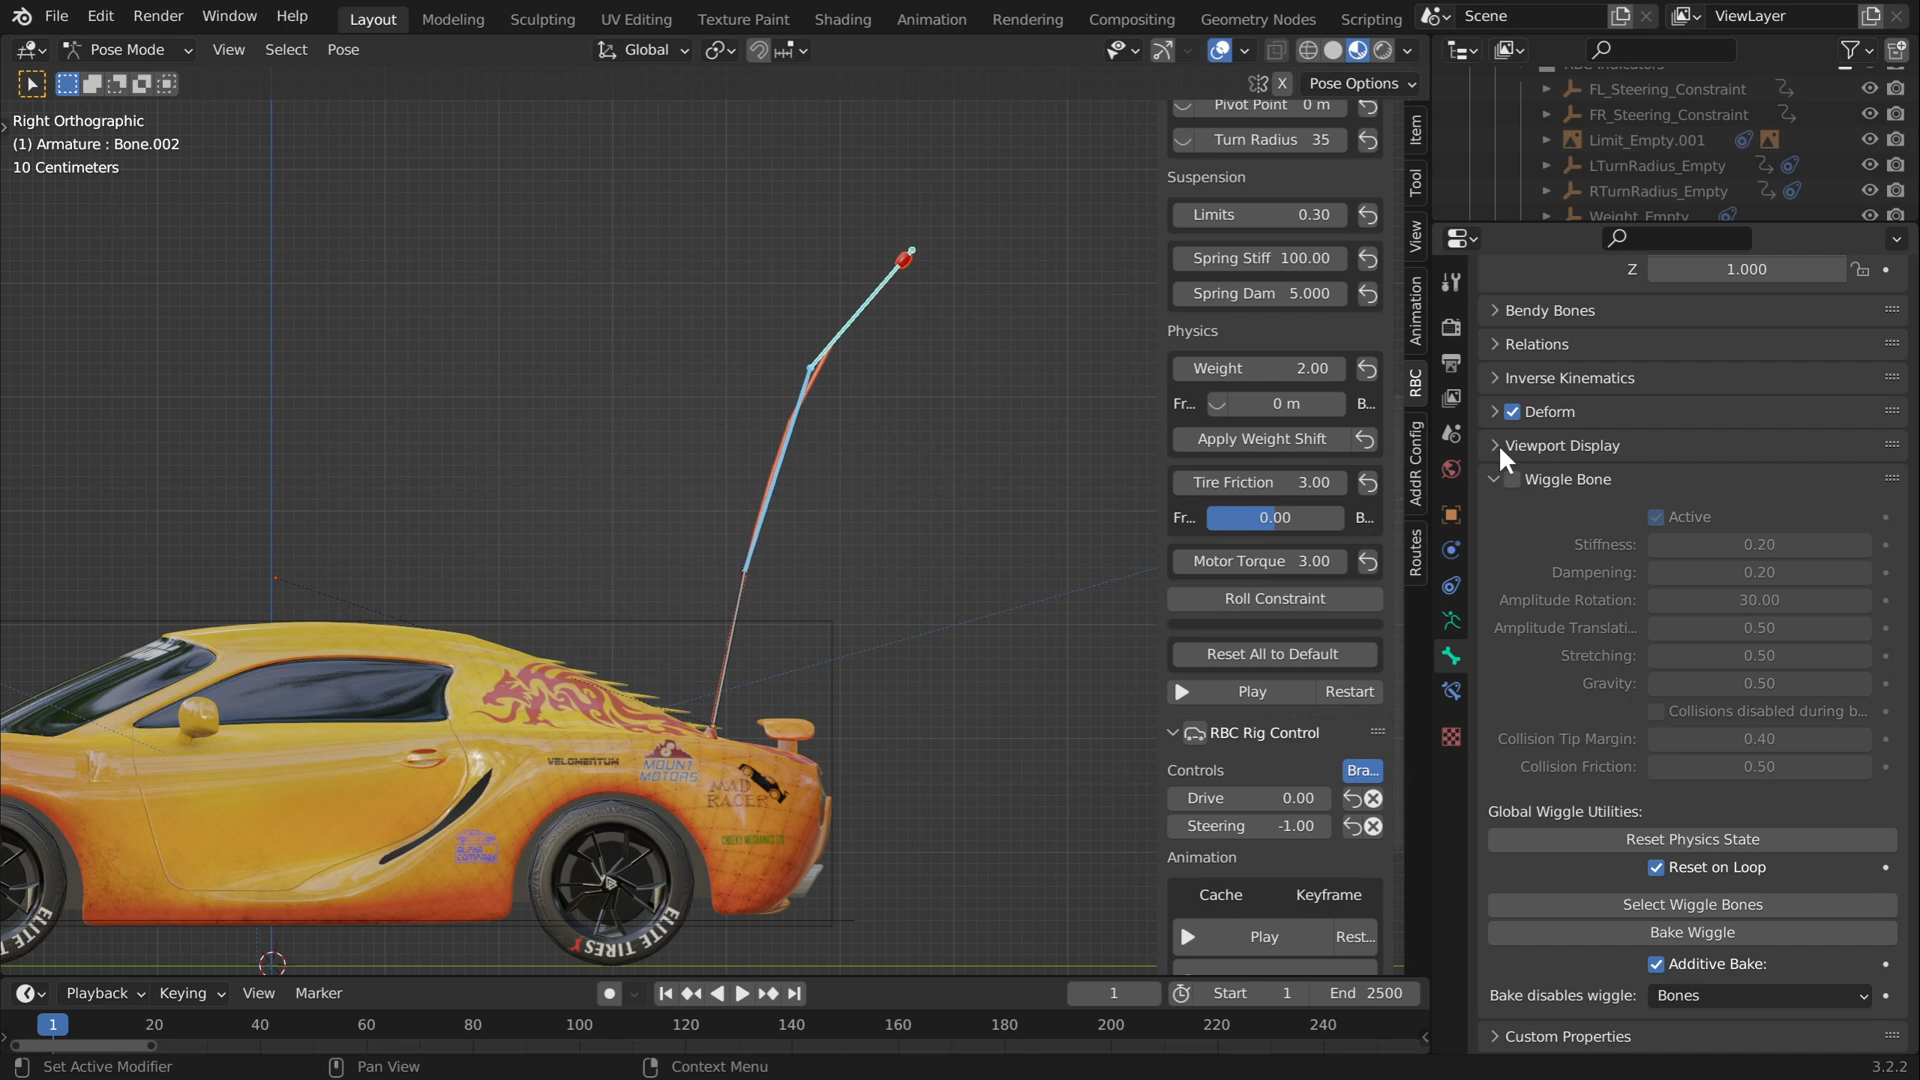 File Edit Render Window Help Layout Modeling Sculpting UV Editing Texture Paint Shading Animation Rendering Compositing Geometry Nodes Scripting Scene ViewLayer
Pose Mode View Select Pose Global
X Pose Options
Right Orthographic
(1) Armature : Bone.002
10 Centimeters
Pivot Point 0 m
Turn Radius 35
Suspension
Limits 0.30
Spring Stiff 100.00
Spring Dam 5.000
Physics
Weight 2.00
Fr... 0 m B...
Apply Weight Shift
Tire Friction 3.00
Fr... 0.00 B...
Motor Torque 3.00
Roll Constraint
Reset All to Default
Play Restart
RBC Rig Control
Controls Bra...
Drive 0.00
Steering -1.00
Animation
Cache Keyframe
Play Rest...
Item
Tool
View
Animation
RBC
AddR Config
Routes
FL_Steering_Constraint
FR_Steering_Constraint
Limit_Empty.001
LTurnRadius_Empty
RTurnRadius_Empty
Weight_Empty
Z 1.000
Bendy Bones
Relations
Inverse Kinematics
Deform
Viewport Display
Wiggle Bone
Active
Stiffness: 0.20
Dampening: 0.20
Amplitude Rotation: 30.00
Amplitude Translati... 0.50
Stretching: 0.50
Gravity: 0.50
Collisions disabled during b...
Collision Tip Margin: 0.40
Collision Friction: 0.50
Global Wiggle Utilities:
Reset Physics State
Reset on Loop
Select Wiggle Bones
Bake Wiggle
Additive Bake:
Bake disables wiggle: Bones
Custom Properties
VELOMENTUM
MOUNT
MOTORS
MAD
RACER
ALPHA
COMPANY
CHEEKY MECHANICS LTD
ELITE TIRES
ELITE TIRES
Playback Keying View Marker 1 Start 1 End 2500
1 20 40 60 80 100 120 140 160 180 200 220 240
Set Active Modifier Pan View Context Menu 3.2.2